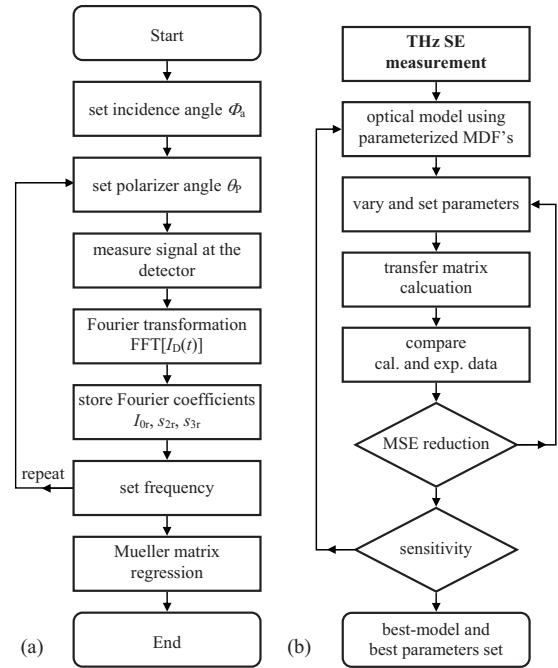 Start
set incidence angle Φa
set polarizer angle θP
measure signal at the
detector
Fourier transformation
FFT[ID(t)]
store Fourier coefficients
I0r, s2r, s3r
repeat
set frequency
Mueller matrix
regression
End
(a)
THz SE
measurement
optical model using
parameterized MDF's
vary and set parameters
transfer matrix
calcuation
compare
cal. and exp. data
MSE reduction
sensitivity
best-model and
best parameters set
(b)